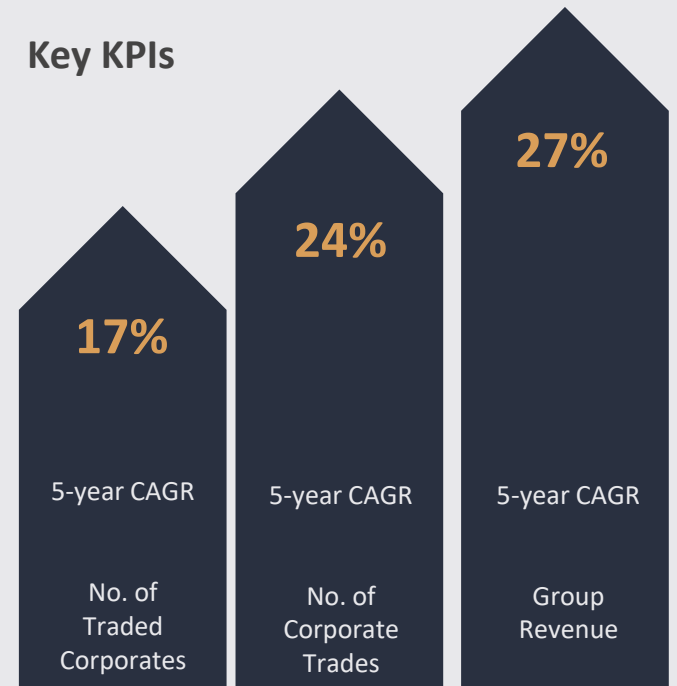 Key KPIs
17%
5-year CAGR
No. of
Traded
Corporates
24%
5-year CAGR
No. of
Corporate
Trades
27%
5-year CAGR
Group
Revenue